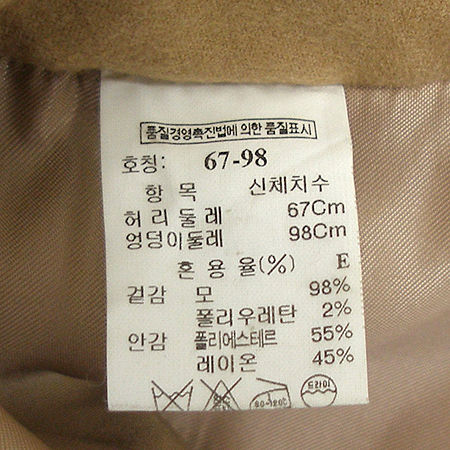 품질경영촉진법에 의한 품질표시
호칭: 67-98
항 목 신체치수
허리둘레 67Cm
엉덩이둘레 98Cm
혼용율(%) E
겉감 모 98%
폴리우레탄 2%
안감 폴리에스테르 55%
레이온 45%
드라이